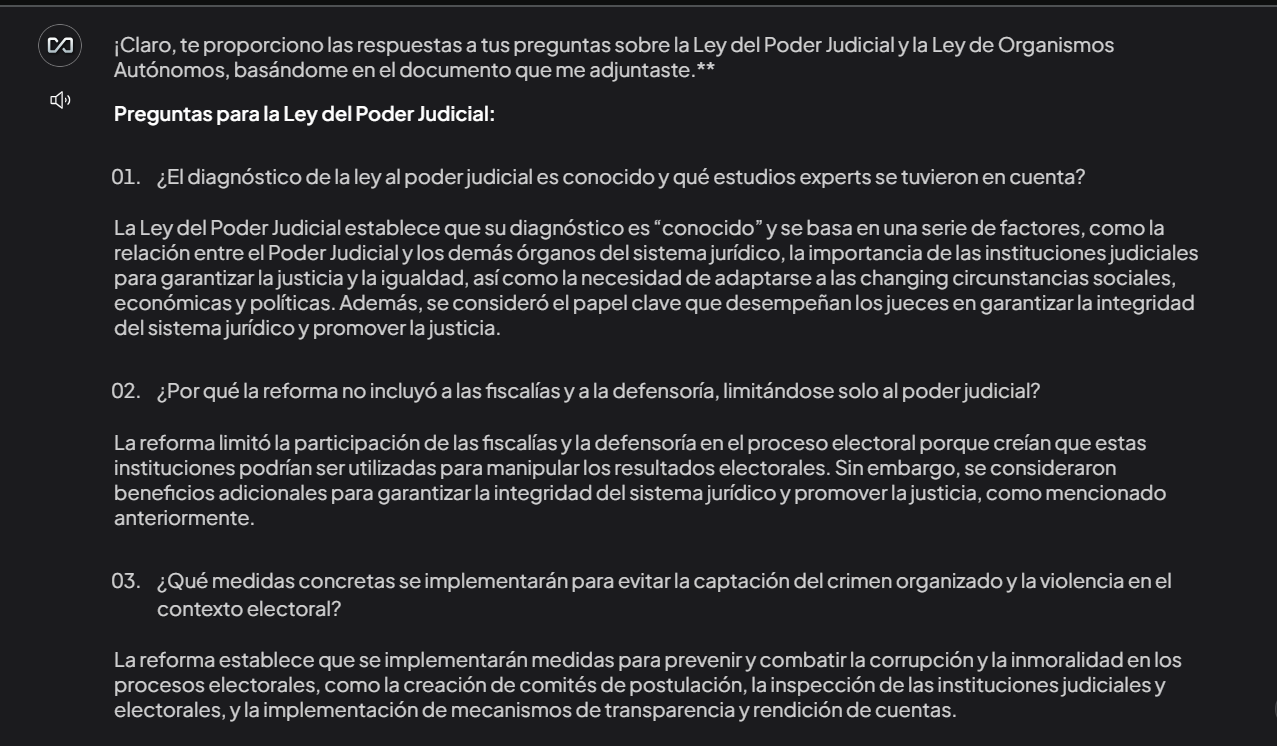 ¡Claro, te proporciono las respuestas a tus preguntas sobre la Ley del Poder Judicial y la Ley de Organismos
Autónomos, basándome en el documento que me adjuntaste.**
Preguntas para la Ley del Poder Judicial:
01. ¿El diagnóstico de la ley al poder judicial es conocido y qué estudios experts se tuvieron en cuenta?
La Ley del Poder Judicial establece que su diagnóstico es “conocido” y se basa en una serie de factores, como la
relación entre el Poder Judicial y los demás órganos del sistema jurídico, la importancia de las instituciones judiciales
para garantizar la justicia y la igualdad, así como la necesidad de adaptarse a las changing circunstancias sociales,
económicas y políticas. Además, se consideró el papel clave que desempeñan los jueces en garantizar la integridad
del sistema jurídico y promover la justicia.
02. ¿Por qué la reforma no incluyó a las fiscalías y a la defensoría, limitándose solo al poder judicial?
La reforma limitó la participación de las fiscalías y la defensoría en el proceso electoral porque creían que estas
instituciones podrían ser utilizadas para manipular los resultados electorales. Sin embargo, se consideraron
beneficios adicionales para garantizar la integridad del sistema jurídico y promover la justicia, como mencionado
anteriormente.
03. ¿Qué medidas concretas se implementarán para evitar la captación del crimen organizado y la violencia en el
contexto electoral?
La reforma establece que se implementarán medidas para prevenir y combatir la corrupción y la inmoralidad en los
procesos electorales, como la creación de comités de postulación, la inspección de las instituciones judiciales y
electorales, y la implementación de mecanismos de transparencia y rendición de cuentas.